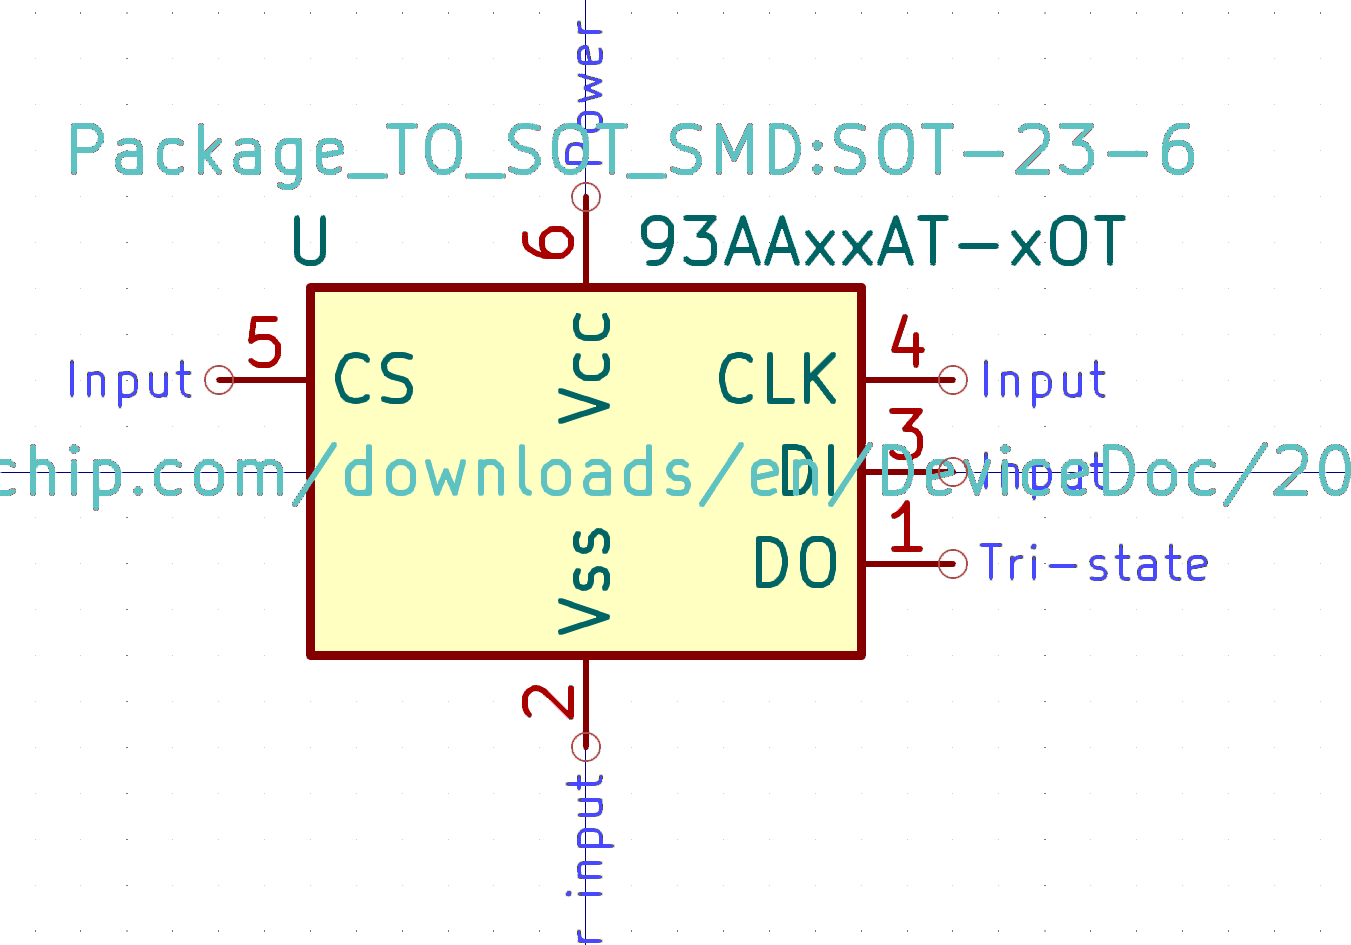 Power
Package_TO_SOT_SMD:SOT-23-6
U
6
93AAxxAT-xOT
5
4
Input
CS
Vcc
CLK
Input
3
chip.com/downloads/en/DeviceDoc/20
DI
Input
1
Vss
DO
Tri-state
2
r input